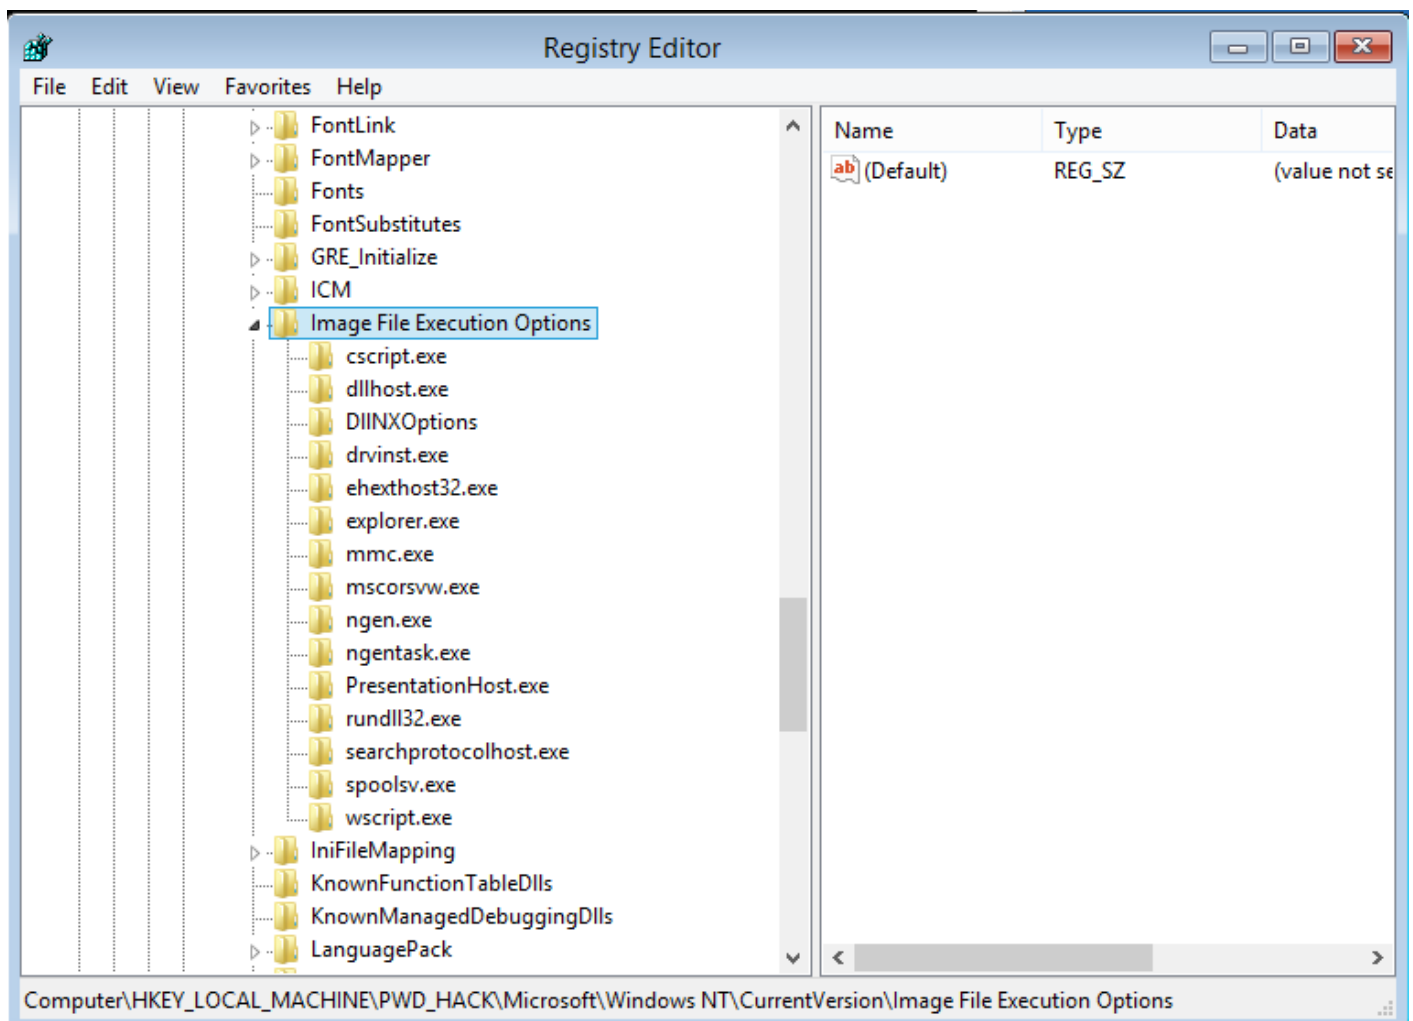 Registry Editor
File Edit View Favorites Help
FontLink
FontMapper
Fonts
FontSubstitutes
GRE_Initialize
ICM
Image File Execution Options
cscript.exe
dllhost.exe
DllNXOptions
drvinst.exe
ehexthost32.exe
explorer.exe
mmc.exe
mscorsvw.exe
ngen.exe
ngentask.exe
PresentationHost.exe
rundll32.exe
searchprotocolhost.exe
spoolsv.exe
wscript.exe
IniFileMapping
KnownFunctionTableDlls
KnownManagedDebuggingDlls
LanguagePack
Name Type Data
ab (Default) REG_SZ (value not se
Computer\HKEY_LOCAL_MACHINE\PWD_HACK\Microsoft\Windows NT\CurrentVersion\Image File Execution Options